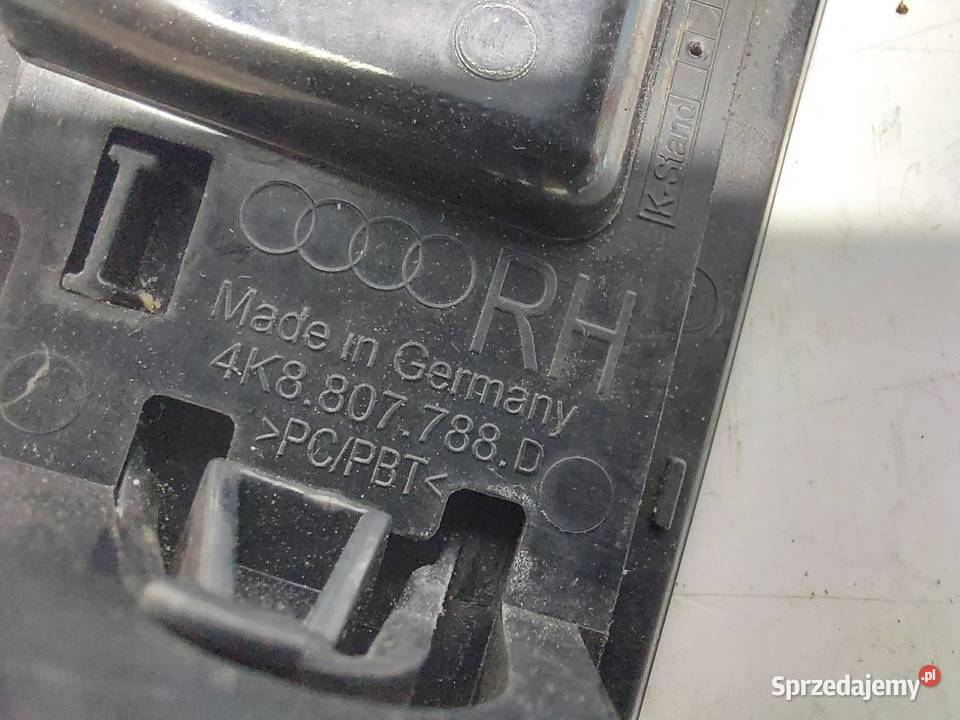 K-Stand
RH
Made in Germany
4K8.807.788.D
>PC/PBT<
Sprzedajemy.pl